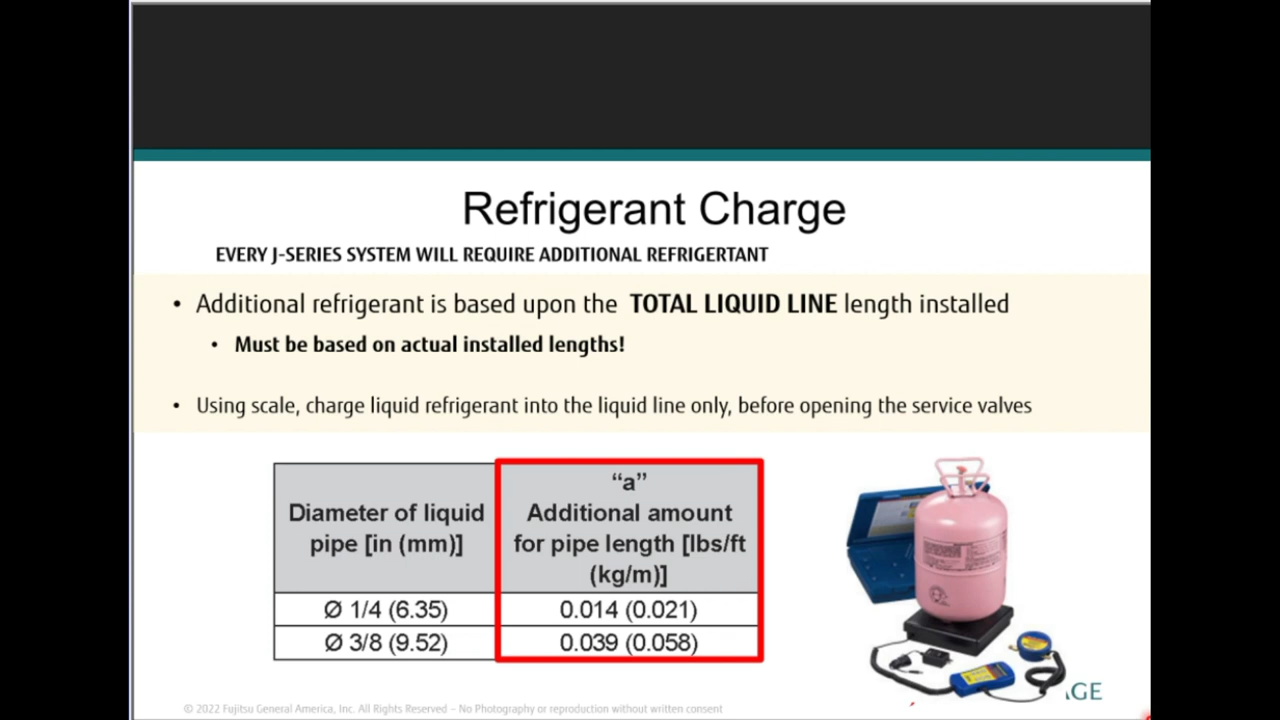 Refrigerant Charge
EVERY J-SERIES SYSTEM WILL REQUIRE ADDITIONAL REFRIGERTANT
• Additional refrigerant is based upon the TOTAL LIQUID LINE length installed
• Must be based on actual installed lengths!
• Using scale, charge liquid refrigerant into the liquid line only, before opening the service valves
Diameter of liquid
pipe [in (mm)]
“a”
Additional amount
for pipe length [lbs/ft
(kg/m)]
Ø 1/4 (6.35) 0.014 (0.021)
Ø 3/8 (9.52) 0.039 (0.058)
GE
© 2022 Fujitsu General America, Inc. All Rights Reserved – No Photography or reproduction without written consent